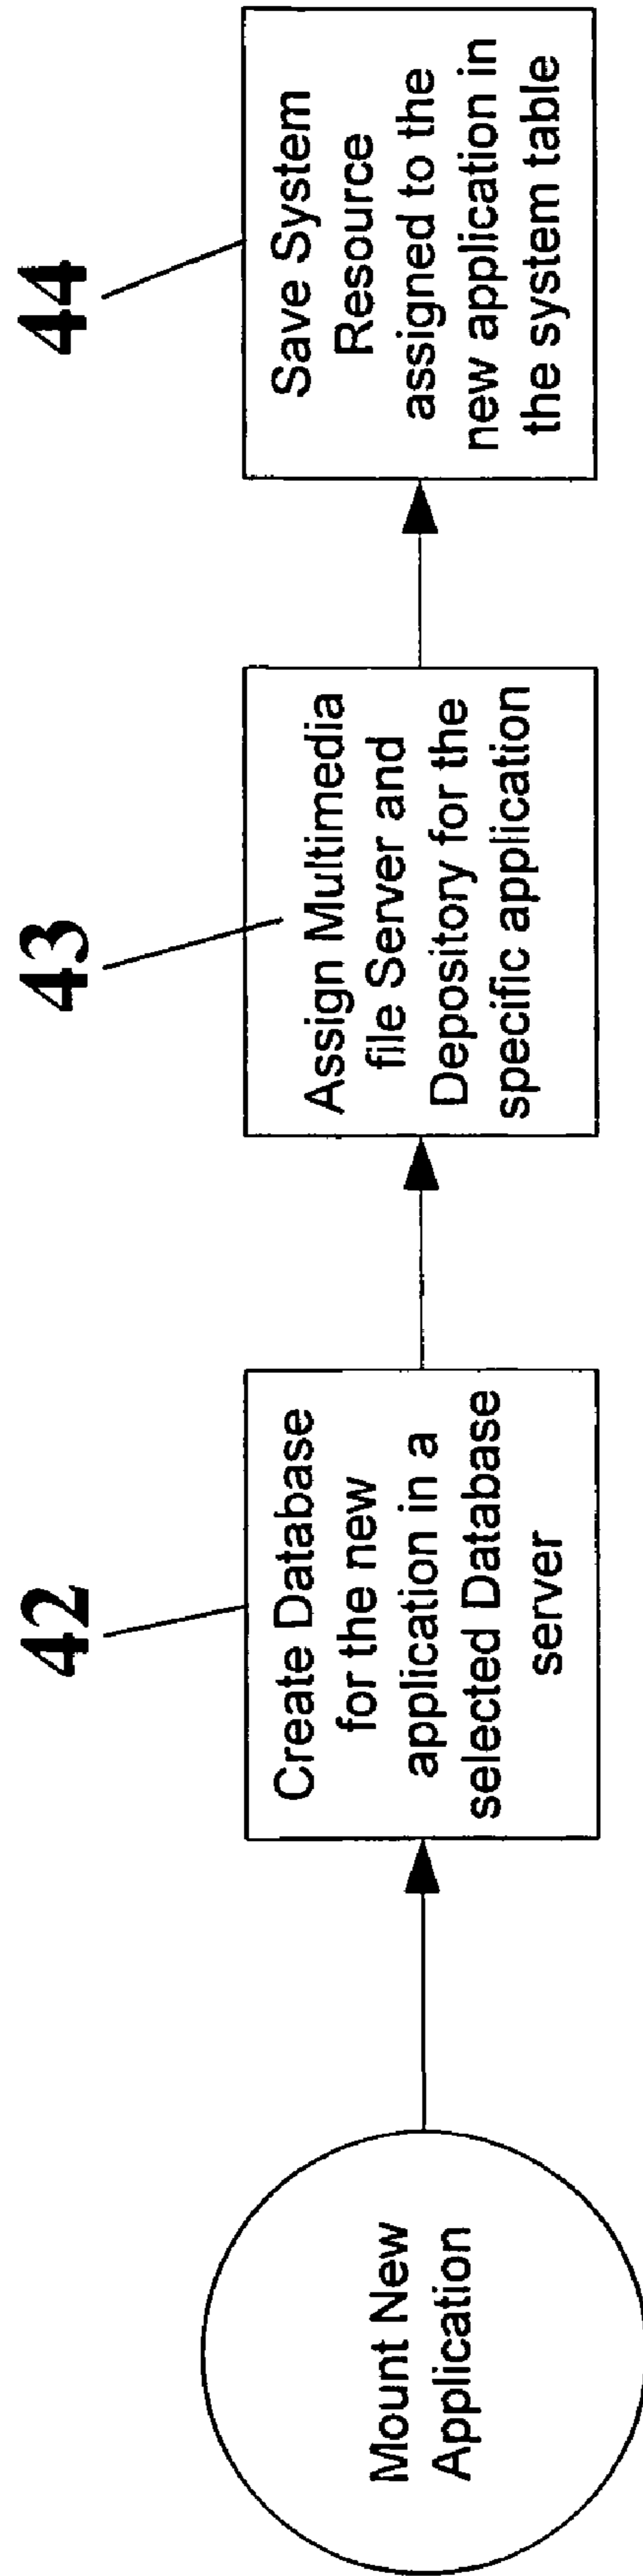 Mount New
Application
42
Create Database
for the new
application in a
selected Database
server
43
Assign Multimedia
file Server and
Depository for the
specific application
44
Save System
Resource
assigned to the
new application in
the system table